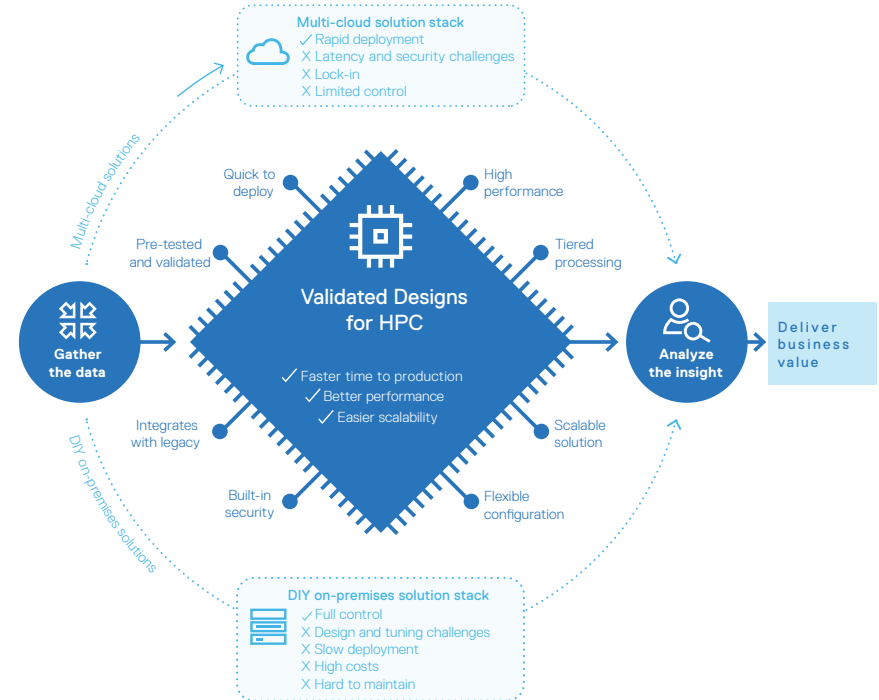 Multi-cloud solution stack
✓ Rapid deployment
X Latency and security challenges
X Lock-in
X Limited control
Multi-cloud solutions
Quick to
deploy
High
performance
Pre-tested
and validated
Tiered
processing
Validated Designs
for HPC
Gather
the data
Analyze
the insight
Deliver
business
value
✓ Faster time to production
✓ Better performance
✓ Easier scalability
Integrates
with legacy
Scalable
solution
Built-in
security
Flexible
configuration
DIY on-premises solutions
DIY on-premises solution stack
✓ Full control
X Design and tuning challenges
X Slow deployment
X High costs
X Hard to maintain